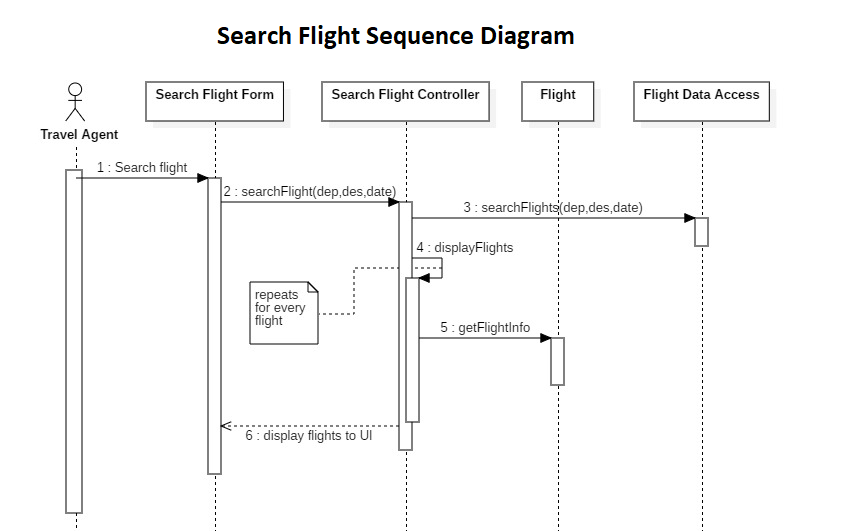 Search Flight Sequence Diagram
Search Flight Form
Search Flight Controller
Flight
Flight Data Access
Travel Agent
1 : Search flight
2 : searchFlight(dep,des,date)
3 : searchFlights(dep,des,date)
4 : displayFlights
repeats
for every
flight
5 : getFlightInfo
6 : display flights to UI